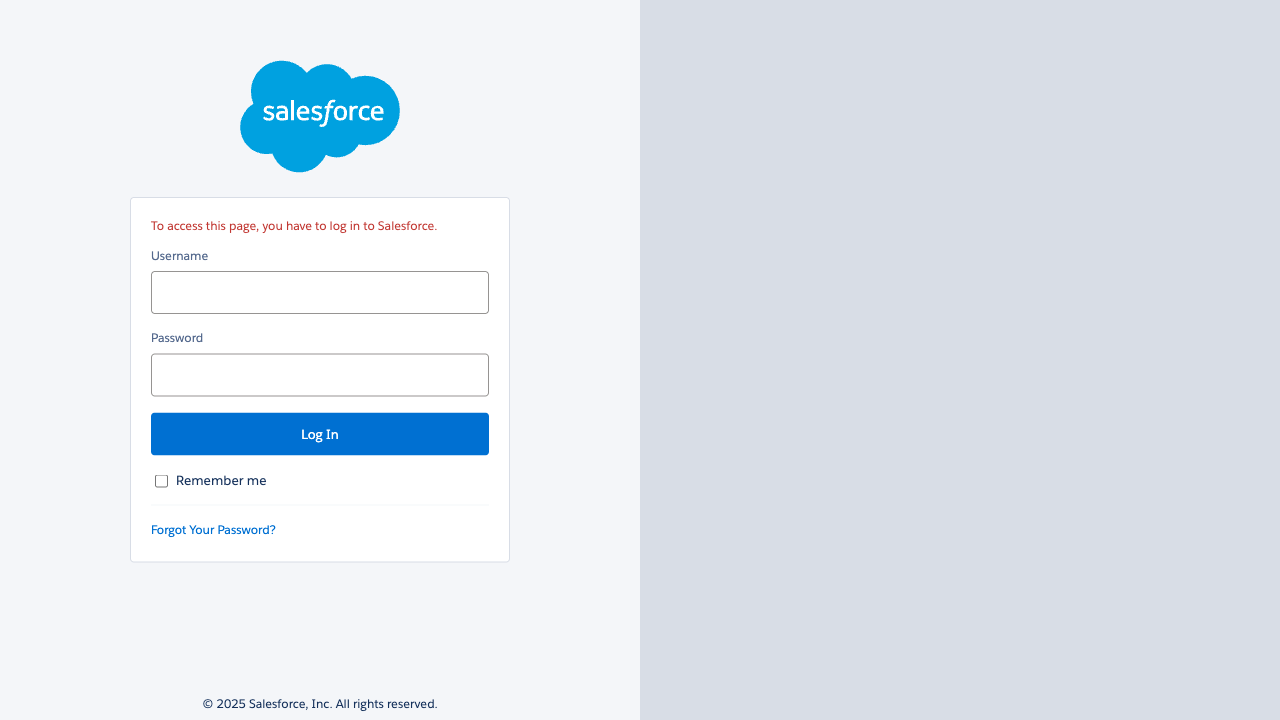 salesforce
To access this page, you have to log in to Salesforce.
Username
Password
Log In
Remember me
Forgot Your Password?
© 2025 Salesforce, Inc. All rights reserved.